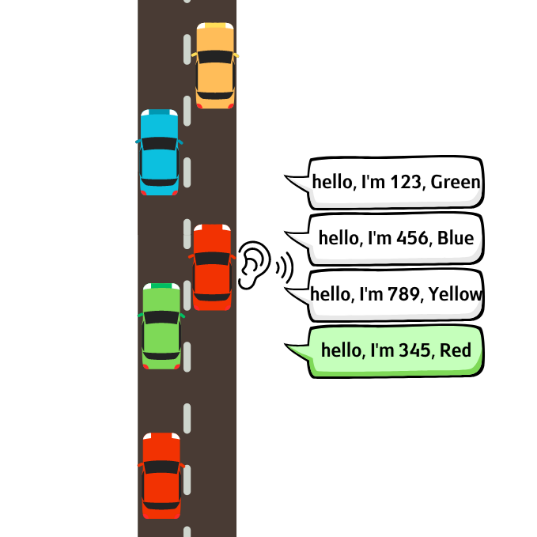 hello, I'm 123, Green
hello, I'm 456, Blue
hello, I'm 789, Yellow
hello, I'm 345, Red